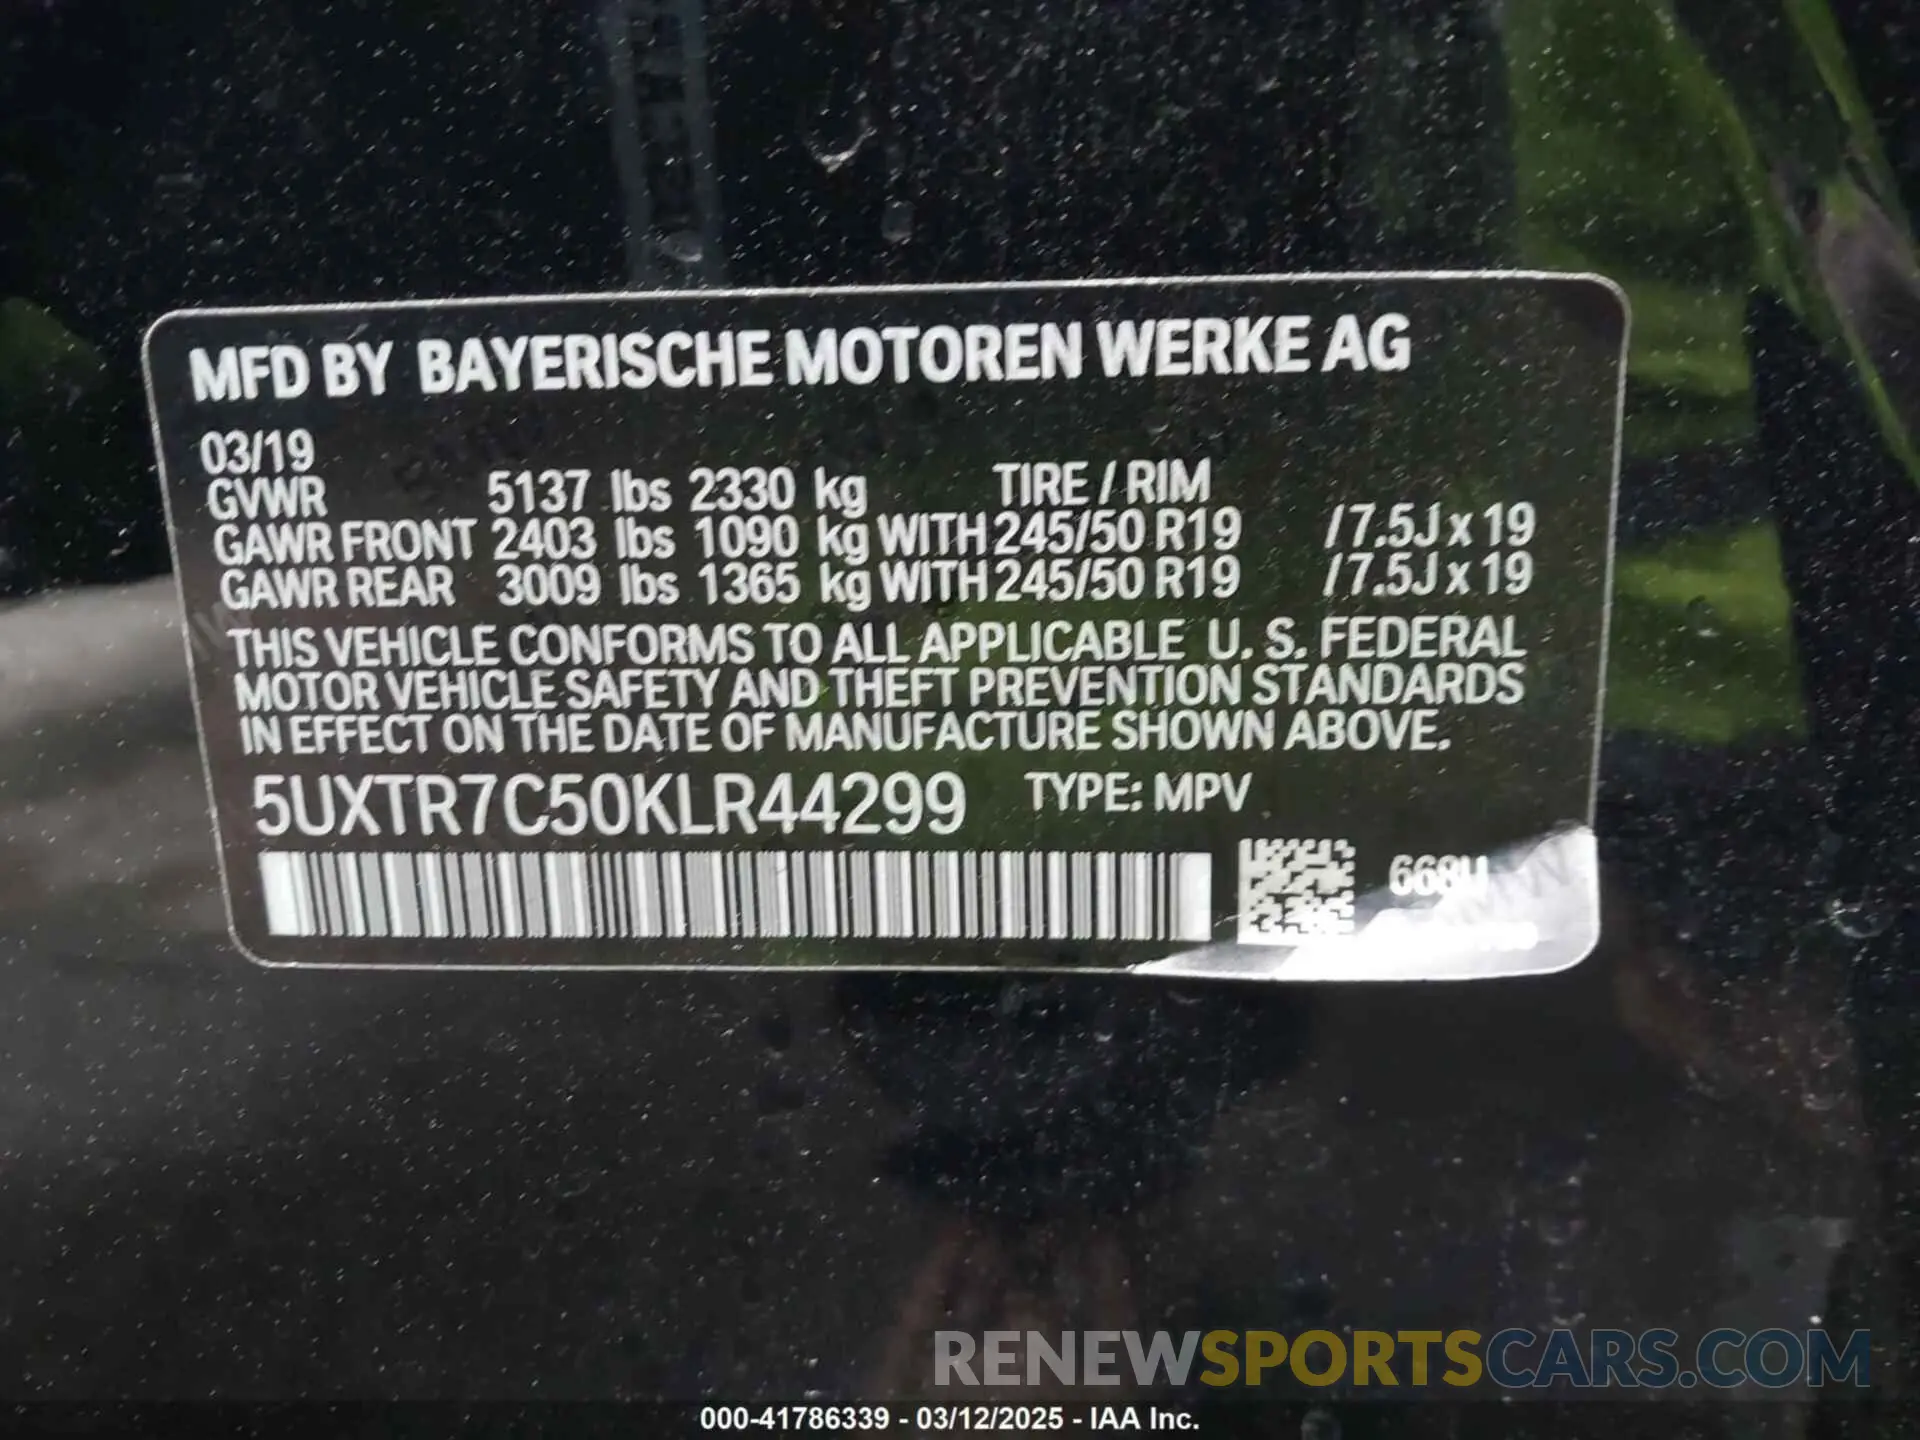 MFD BY BAYERISCHE MOTOREN WERKE AG
03/19
GVWR 5137 lbs 2330 kg TIRE / RIM
GAWR FRONT 2403 lbs 1090 kg WITH 245/50 R19 /7.5J x 19
GAWR REAR 3009 lbs 1365 kg WITH 245/50 R19 /7.5J x 19
THIS VEHICLE CONFORMS TO ALL APPLICABLE U. S. FEDERAL
MOTOR VEHICLE SAFETY AND THEFT PREVENTION STANDARDS
IN EFFECT ON THE DATE OF MANUFACTURE SHOWN ABOVE.
5UXTR7C50KLR44299 TYPE: MPV
668U
RENEWSPORTSCARS.COM
000-41786339 - 03/12/2025 - IAA Inc.